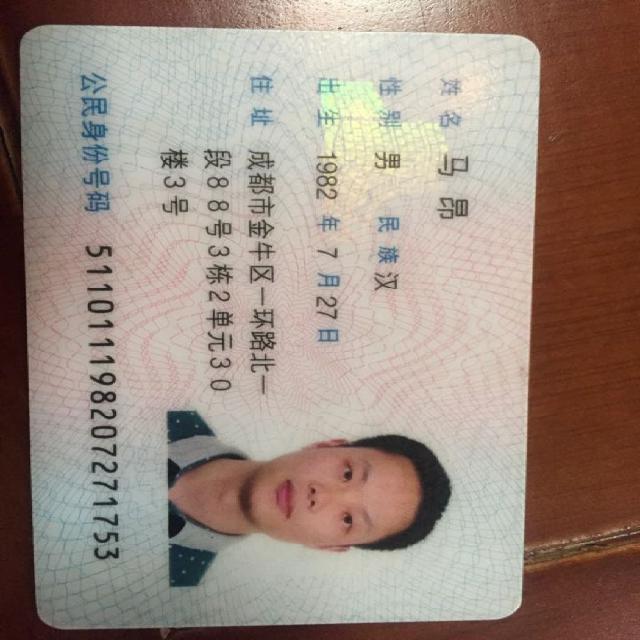 姓名 马昂
性别 男 民族 汉
出生 1982 年 7 月 27 日
住址 成都市金牛区一环路北一
段88号3栋2单元30
楼3号
公民身份号码 511011198207271753